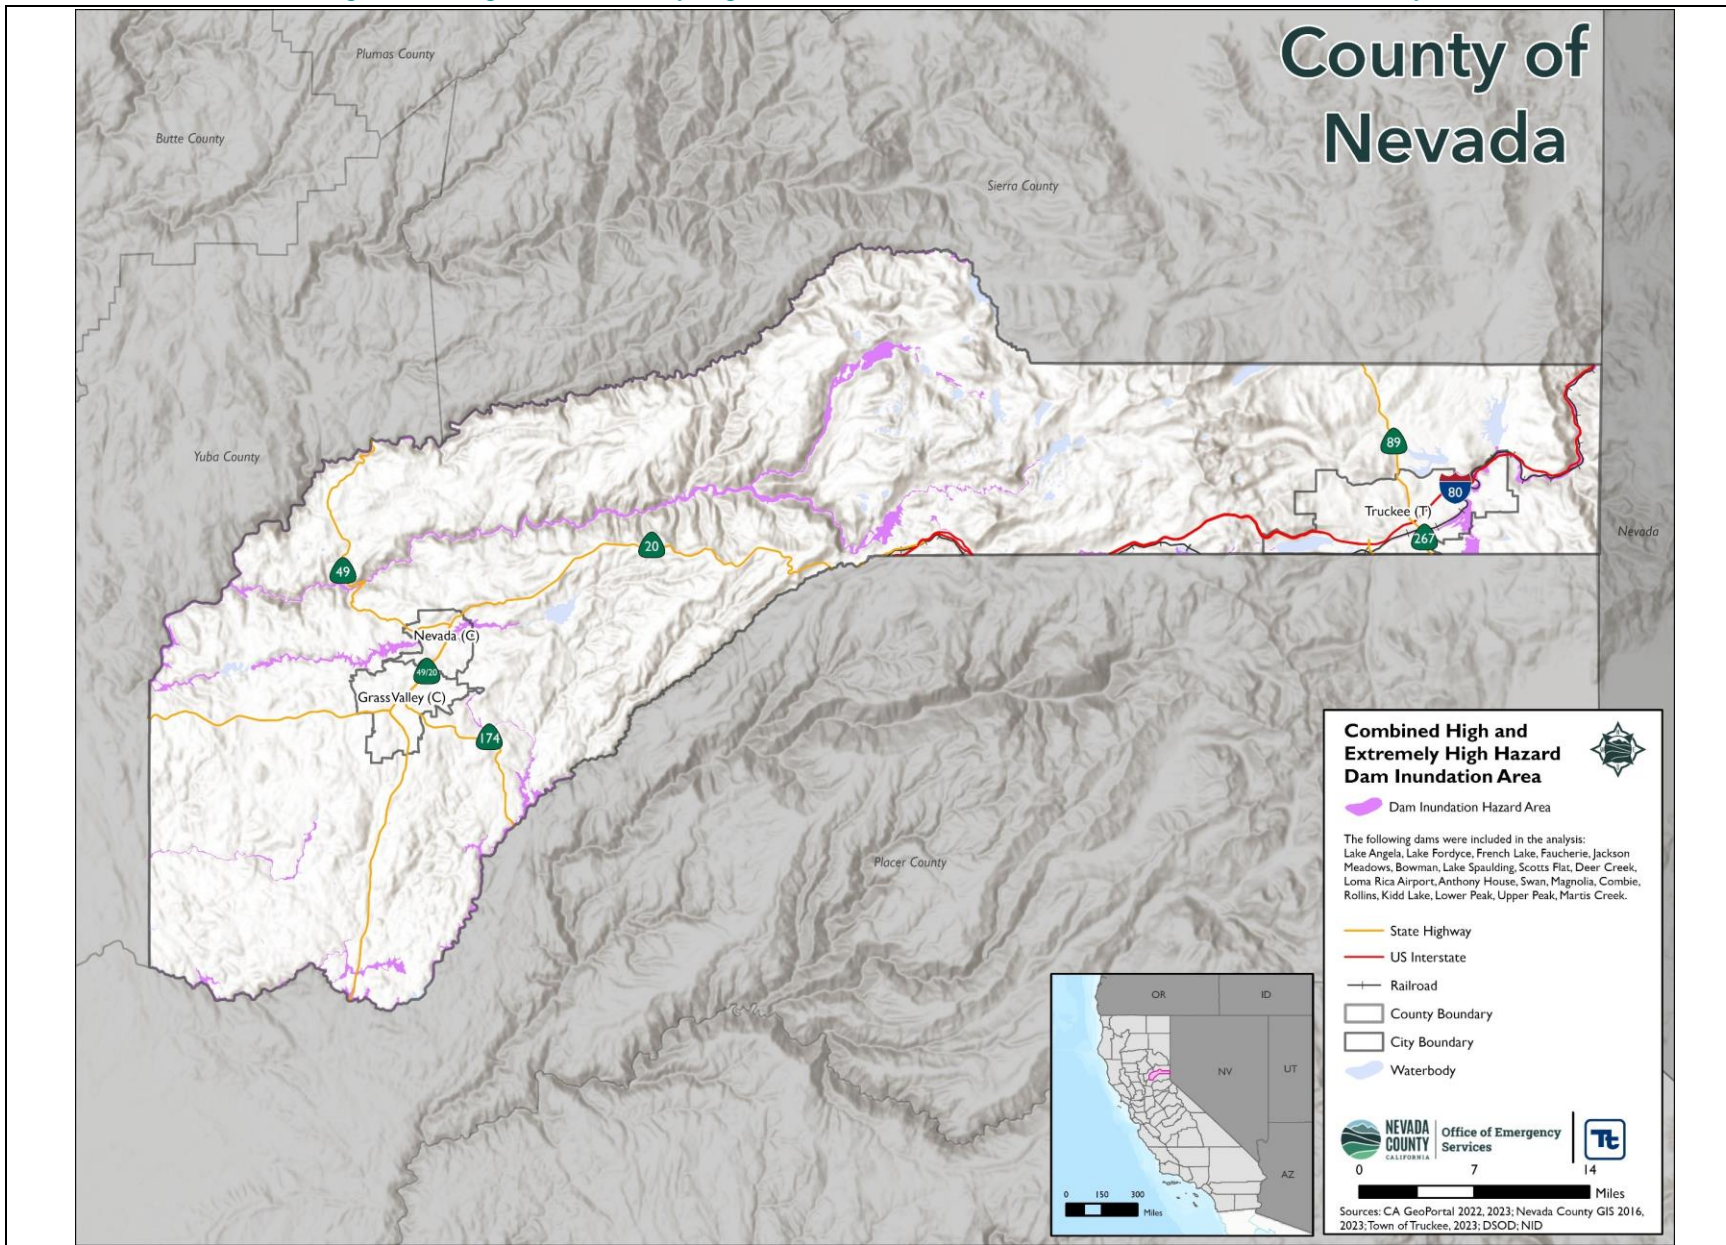 County of
Nevada
Plumas County
Butte County
Sierra County
Yuba County
89
80
Truckee (T)
267
Nevada
20
49
Nevada (C)
49/20
Grass Valley (C)
174
Placer County
Combined High and
Extremely High Hazard
Dam Inundation Area
Dam Inundation Hazard Area
The following dams were included in the analysis:
Lake Angela, Lake Fordyce, French Lake, Faucherie, Jackson
Meadows, Bowman, Lake Spaulding, Scotts Flat, Deer Creek,
Loma Rica Airport, Anthony House, Swan, Magnolia, Combie,
Rollins, Kidd Lake, Lower Peak, Upper Peak, Martis Creek.
State Highway
US Interstate
Railroad
County Boundary
City Boundary
Waterbody
NEVADA
COUNTY
CALIFORNIA
Office of Emergency
Services
Tt
0 7 14
Miles
Sources: CA GeoPortal 2022, 2023; Nevada County GIS 2016,
2023; Town of Truckee, 2023; DSOD; NID
OR ID
NV UT
AZ
0 150 300
Miles